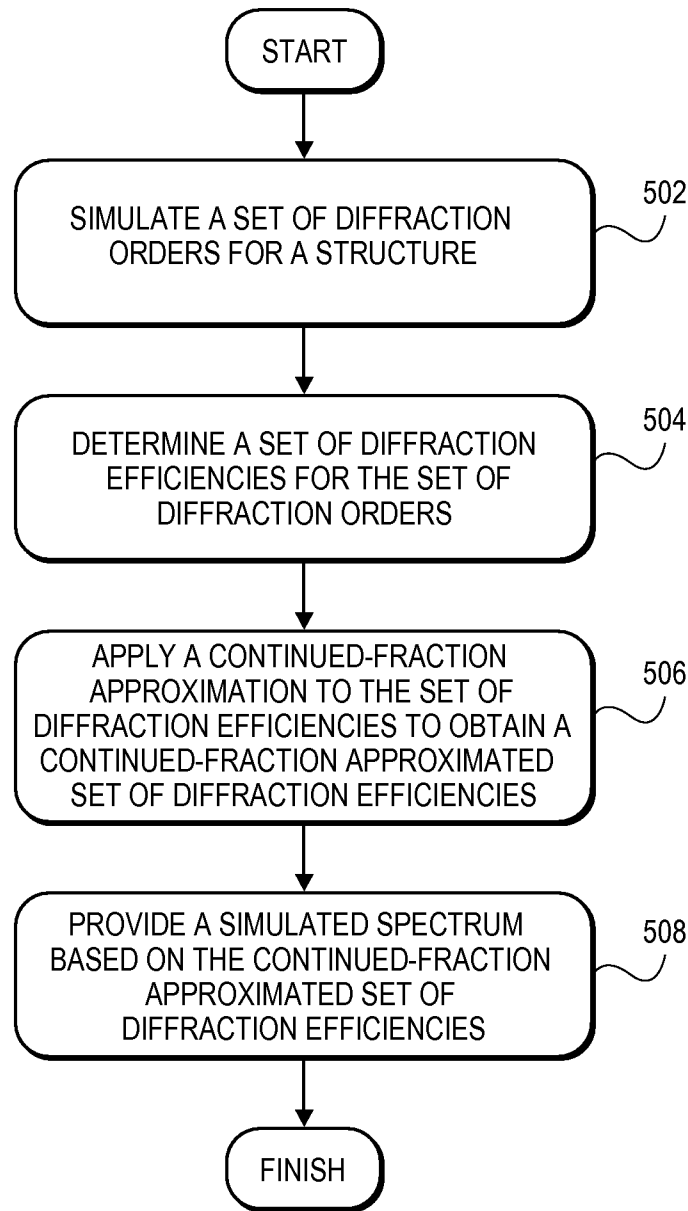 START
SIMULATE A SET OF DIFFRACTION
ORDERS FOR A STRUCTURE
502
DETERMINE A SET OF DIFFRACTION
EFFICIENCIES FOR THE SET OF
DIFFRACTION ORDERS
504
APPLY A CONTINUED-FRACTION
APPROXIMATION TO THE SET OF
DIFFRACTION EFFICIENCIES TO OBTAIN A
CONTINUED-FRACTION APPROXIMATED
SET OF DIFFRACTION EFFICIENCIES
506
PROVIDE A SIMULATED SPECTRUM
BASED ON THE CONTINUED-FRACTION
APPROXIMATED SET OF
DIFFRACTION EFFICIENCIES
508
FINISH